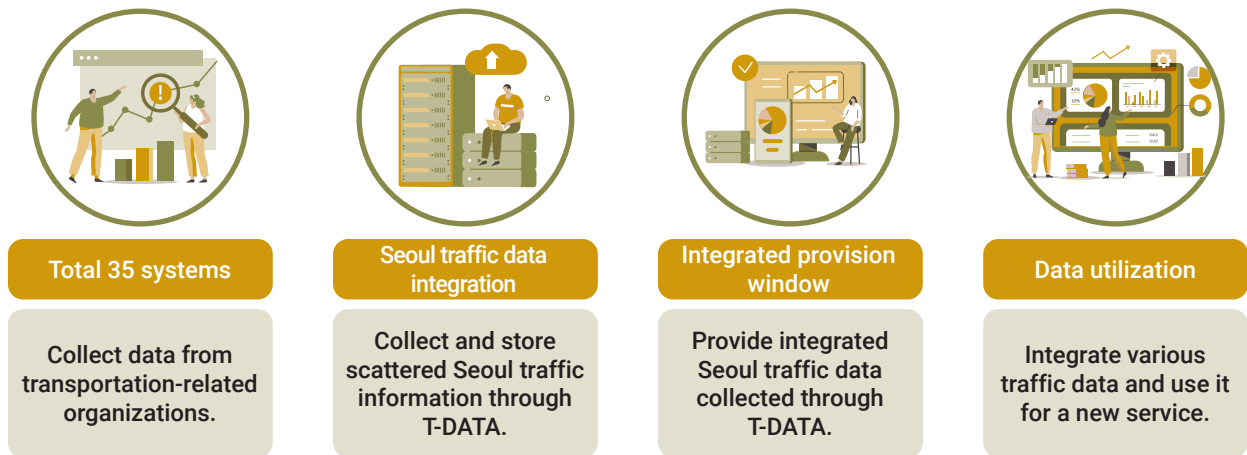 Total 35 systems
Collect data from
transportation-related
organizations.
Seoul traffic data
integration
Collect and store
scattered Seoul traffic
information through
T-DATA.
Integrated provision
window
Provide integrated
Seoul traffic data
collected through
T-DATA.
Data utilization
Integrate various
traffic data and use it
for a new service.